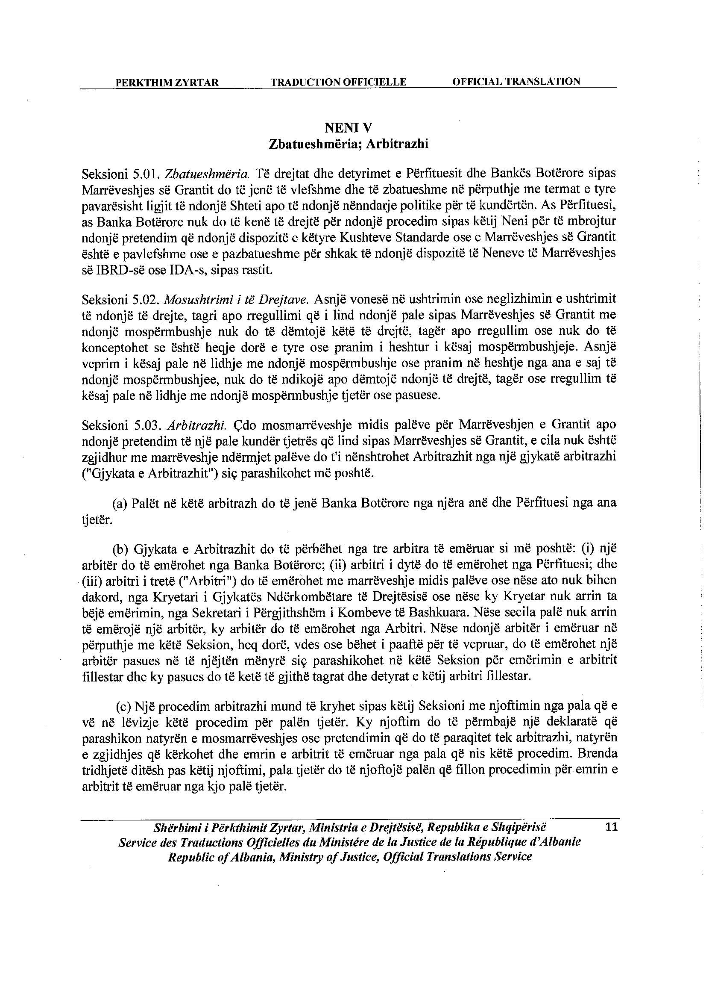 PERKTHIM ZYRTAR TRADUCTION OFFICIELLE OFFICIAL TRANSLATION
NENI V
Zbatueshmëria; Arbitrazhi
Seksioni 5.01. Zbatueshmëria. Të drejtat dhe detyrimet e Përfituesit dhe Bankës Botërore sipas
Marrëveshjes së Grantit do të jenë të vlefshme dhe të zbatueshme në përputhje me termat e tyre
pavarësisht ligjit të ndonjë Shteti apo të ndonjë nënndarje politike për të kundërtën. As Përfituesi,
as Banka Botërore nuk do të kenë të drejtë për ndonjë procedim sipas këtij Neni për të mbrojtur
ndonjë pretendim që ndonjë dispozitë e këtyre Kushteve Standarde ose e Marrëveshjes së Grantit
është e pavlefshme ose e pazbatueshme për shkak të ndonjë dispozitë të Neneve të Marrëveshjes
së IBRD-së ose IDA-s, sipas rastit.
Seksioni 5.02. Mosushtrimi i të Drejtave. Asnjë vonesë në ushtrimin ose neglizhimin e ushtrimit
të ndonjë të drejte, tagri apo rregullimi që i lind ndonjë pale sipas Marrëveshjes së Grantit me
ndonjë mospërmbushje nuk do të dëmtojë këtë të drejtë, tagër apo rregullim ose nuk do të
konceptohet se është heqje dorë e tyre ose pranim i heshtur i kësaj mospërmbushjeje. Asnjë
veprim i kësaj pale në lidhje me ndonjë mospërmbushje ose pranim në heshtje nga ana e saj të
ndonjë mospërmbushjee, nuk do të ndikojë apo dëmtojë ndonjë të drejtë, tagër ose rregullim të
kësaj pale në lidhje me ndonjë mospërmbushje tjetër ose pasuese.
Seksioni 5.03. Arbitrazhi. Çdo mosmarrëveshje midis palëve për Marrëveshjen e Grantit apo
ndonjë pretendim të një pale kundër tjetrës që lind sipas Marrëveshjes së Grantit, e cila nuk është
zgjidhur me marrëveshje ndërmjet palëve do t'i nënshtrohet Arbitrazhit nga një gjykatë arbitrazhi
("Gjykata e Arbitrazhit") siç parashikohet më poshtë.
(a) Palët në këtë arbitrazh do të jenë Banka Botërore nga njëra anë dhe Përfituesi nga ana
tjetër.
(b) Gjykata e Arbitrazhit do të përbëhet nga tre arbitra të emëruar si më poshtë: (i) një
arbitër do të emërohet nga Banka Botërore; (ii) arbitri i dytë do të emërohet nga Përfituesi; dhe
(iii) arbitri i tretë ("Arbitri") do të emërohet me marrëveshje midis palëve ose nëse ato nuk bihen
dakord, nga Kryetari i Gjykatës Ndërkombëtare të Drejtësisë ose nëse ky Kryetar nuk arrin ta
bëjë emërimin, nga Sekretari i Përgjithshëm i Kombeve të Bashkuara. Nëse secila palë nuk arrin
të emërojë një arbitër, ky arbitër do të emërohet nga Arbitri. Nëse ndonjë arbitër i emëruar në
përputhje me këtë Seksion, heq dorë, vdes ose bëhet i paaftë për të vepruar, do të emërohet një
arbitër pasues në të njëjtën mënyrë siç parashikohet në këtë Seksion për emërimin e arbitrit
fillestar dhe ky pasues do të ketë të gjithë tagrat dhe detyrat e këtij arbitri fillestar.
(c) Një procedim arbitrazhi mund të kryhet sipas këtij Seksioni me njoftimin nga pala që e
vë në lëvizje këtë procedim për palën tjetër. Ky njoftim do të përmbajë një deklaratë që
parashikon natyrën e mosmarrëveshjes ose pretendimin që do të paraqitet tek arbitrazhi, natyrën
e zgjidhjes që kërkohet dhe emrin e arbitrit të emëruar nga pala që nis këtë procedim. Brenda
tridhjetë ditësh pas këtij njoftimi, pala tjetër do të njoftojë palën që fillon procedimin për emrin e
arbitrit të emëruar nga kjo palë tjetër.
Shërbimi i Përkthimit Zyrtar, Ministria e Drejtësisë, Republika e Shqipërisë 11
Service des Traductions Officielles du Ministére de la Justice de la République d'Albanie
Republic of Albania, Ministry of Justice, Official Translations Service